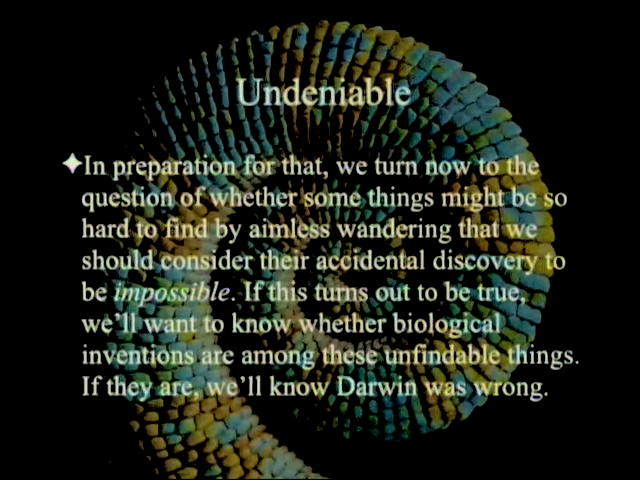 Undeniable
✦In preparation for that, we turn now to the
question of whether some things might be so
hard to find by aimless wandering that we
should consider their accidental discovery to
be impossible. If this turns out to be true,
we'll want to know whether biological
inventions are among these unfindable things.
If they are, we'll know Darwin was wrong.